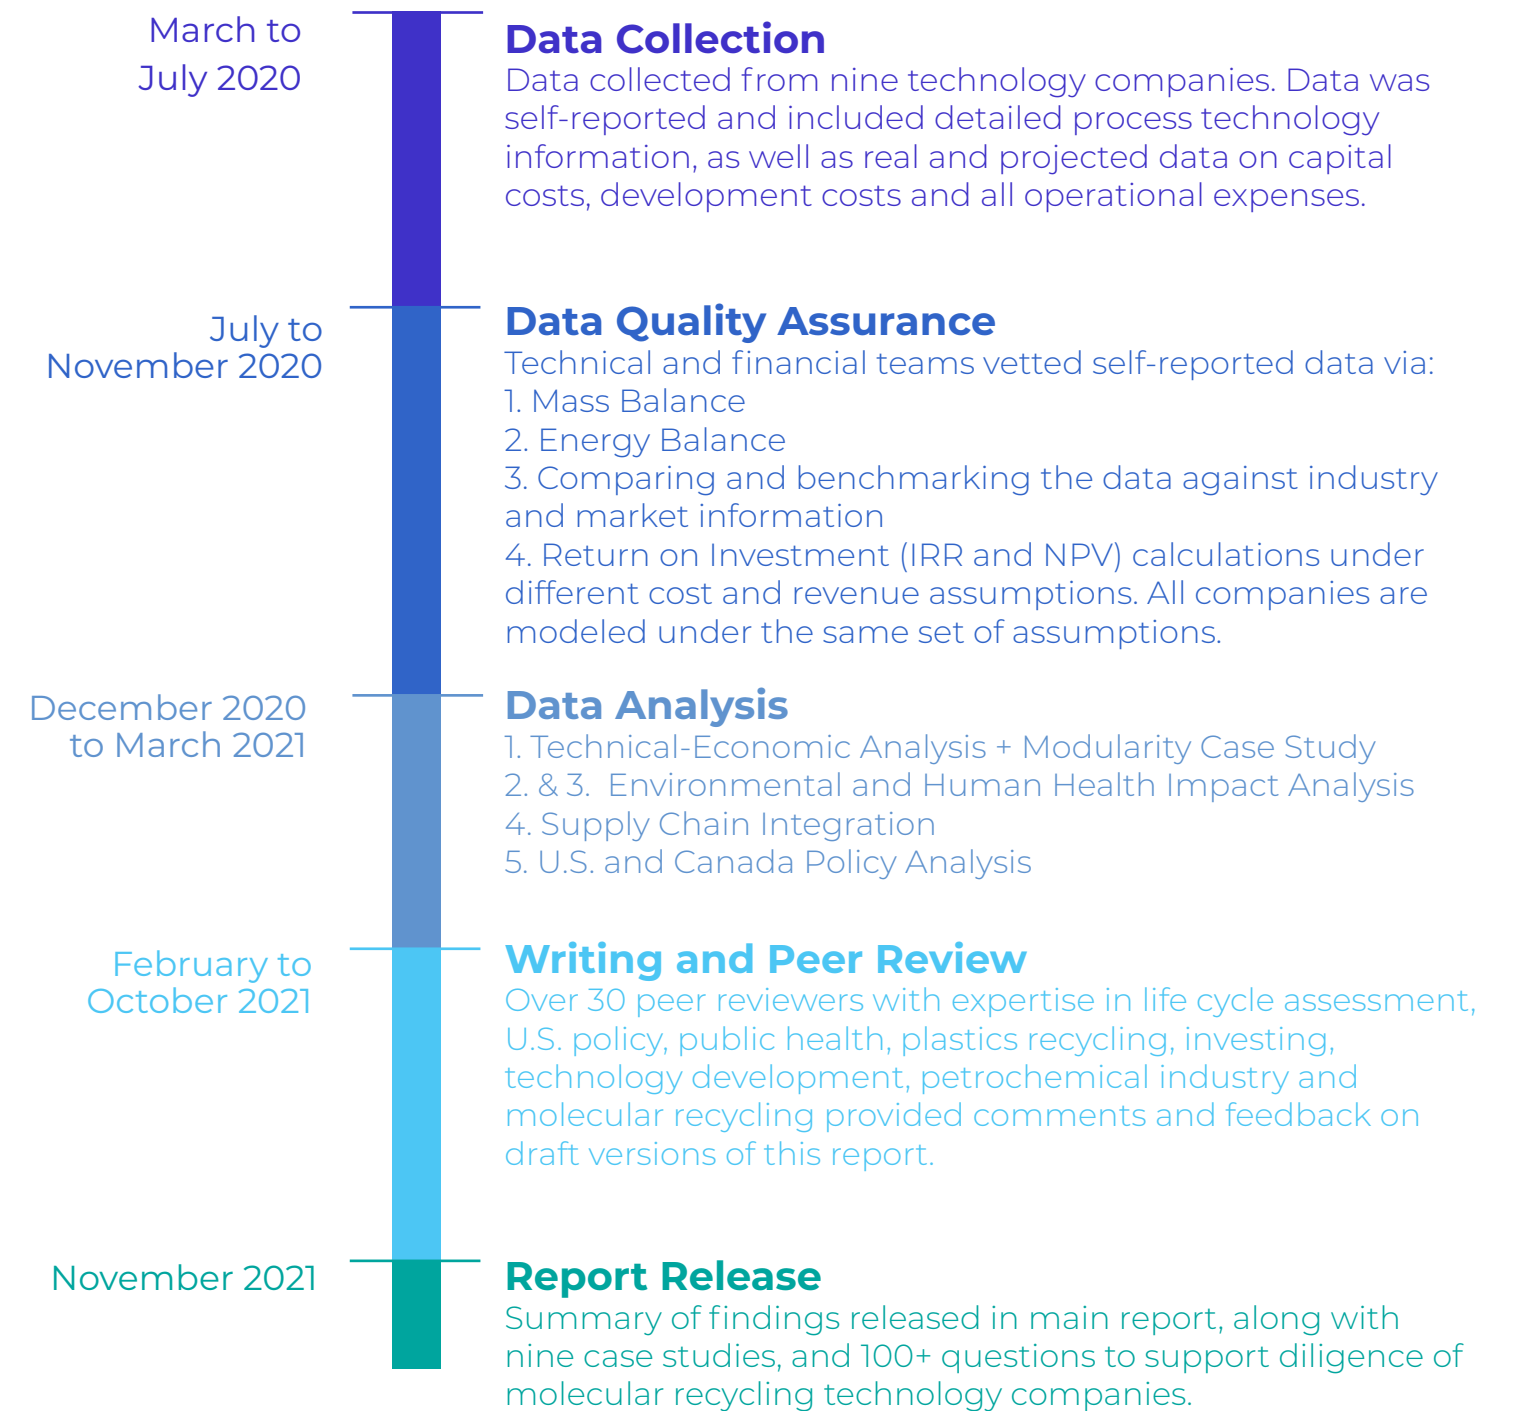 March to
July 2020
Data Collection
Data collected from nine technology companies. Data was
self-reported and included detailed process technology
information, as well as real and projected data on capital
costs, development costs and all operational expenses.
July to
November 2020
Data Quality Assurance
Technical and financial teams vetted self-reported data via:
1. Mass Balance
2. Energy Balance
3. Comparing and benchmarking the data against industry
and market information
4. Return on Investment (IRR and NPV) calculations under
different cost and revenue assumptions. All companies are
modeled under the same set of assumptions.
December 2020
to March 2021
Data Analysis
1. Technical-Economic Analysis + Modularity Case Study
2. & 3. Environmental and Human Health Impact Analysis
4. Supply Chain Integration
5. U.S. and Canada Policy Analysis
February to
October 2021
Writing and Peer Review
Over 30 peer reviewers with expertise in life cycle assessment,
U.S. policy, public health, plastics recycling, investing,
technology development, petrochemical industry and
molecular recycling provided comments and feedback on
draft versions of this report.
November 2021
Report Release
Summary of findings released in main report, along with
nine case studies, and 100+ questions to support diligence of
molecular recycling technology companies.